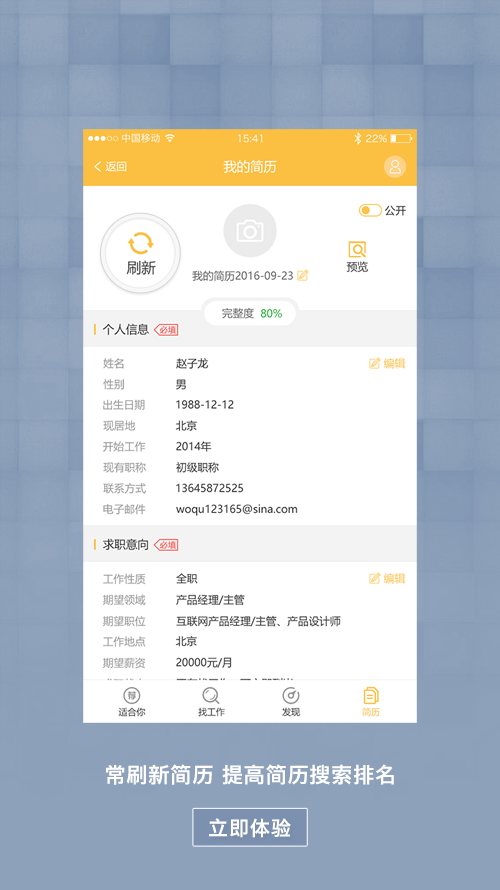 中国移动 15:41 22%
返回 我的简历
公开
刷新
预览
我的简历2016-09-23
完整度 80%
个人信息 必填
姓名 赵子龙 编辑
性别 男
出生日期 1988-12-12
现居地 北京
开始工作 2014年
现有职称 初级职称
联系方式 13645872525
电子邮件 woqu123165@sina.com
求职意向 必填
工作性质 全职 编辑
期望领域 产品经理/主管
期望职位 互联网产品经理/主管、产品设计师
工作地点 北京
期望薪资 20000元/月
荐
适合你 找工作 发现 简历
常刷新简历 提高简历搜索排名
立即体验